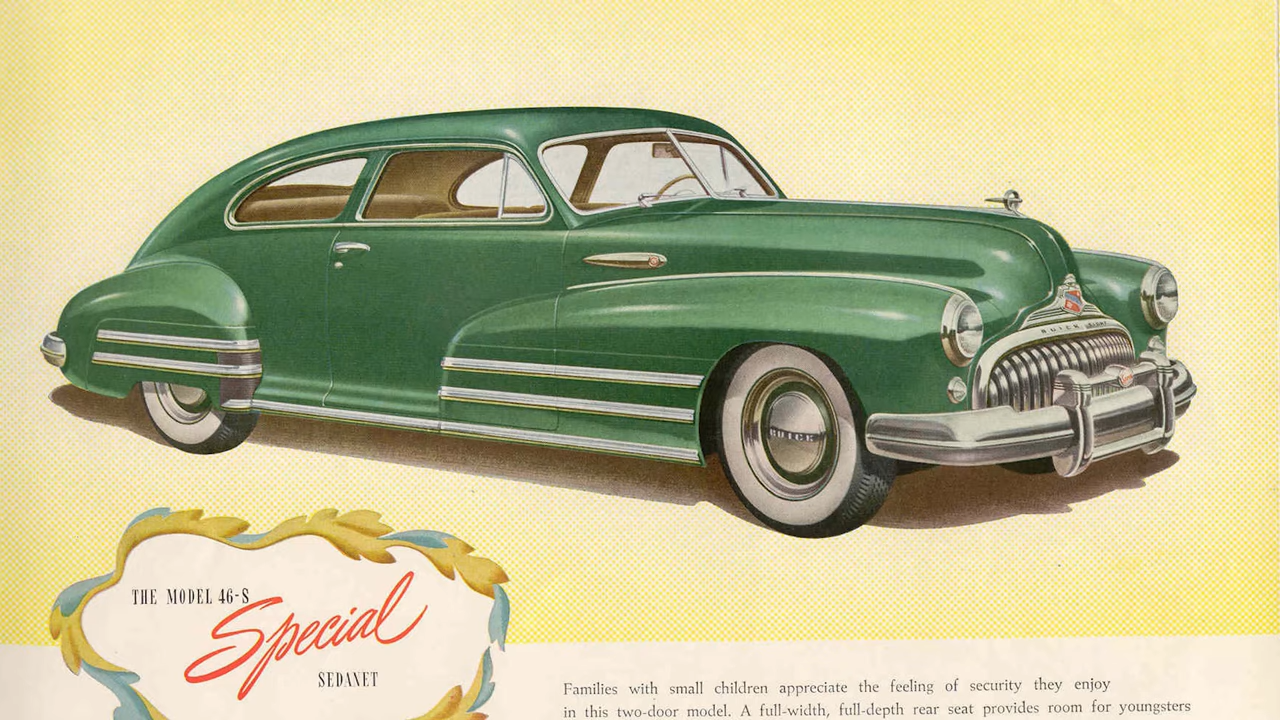 BUICK
BUICK
THE MODEL 46-S
Special
SEDANET
Families with small children appreciate the feeling of security they enjoy
in this two-door model. A full-width, full-depth rear seat provides room for youngsters